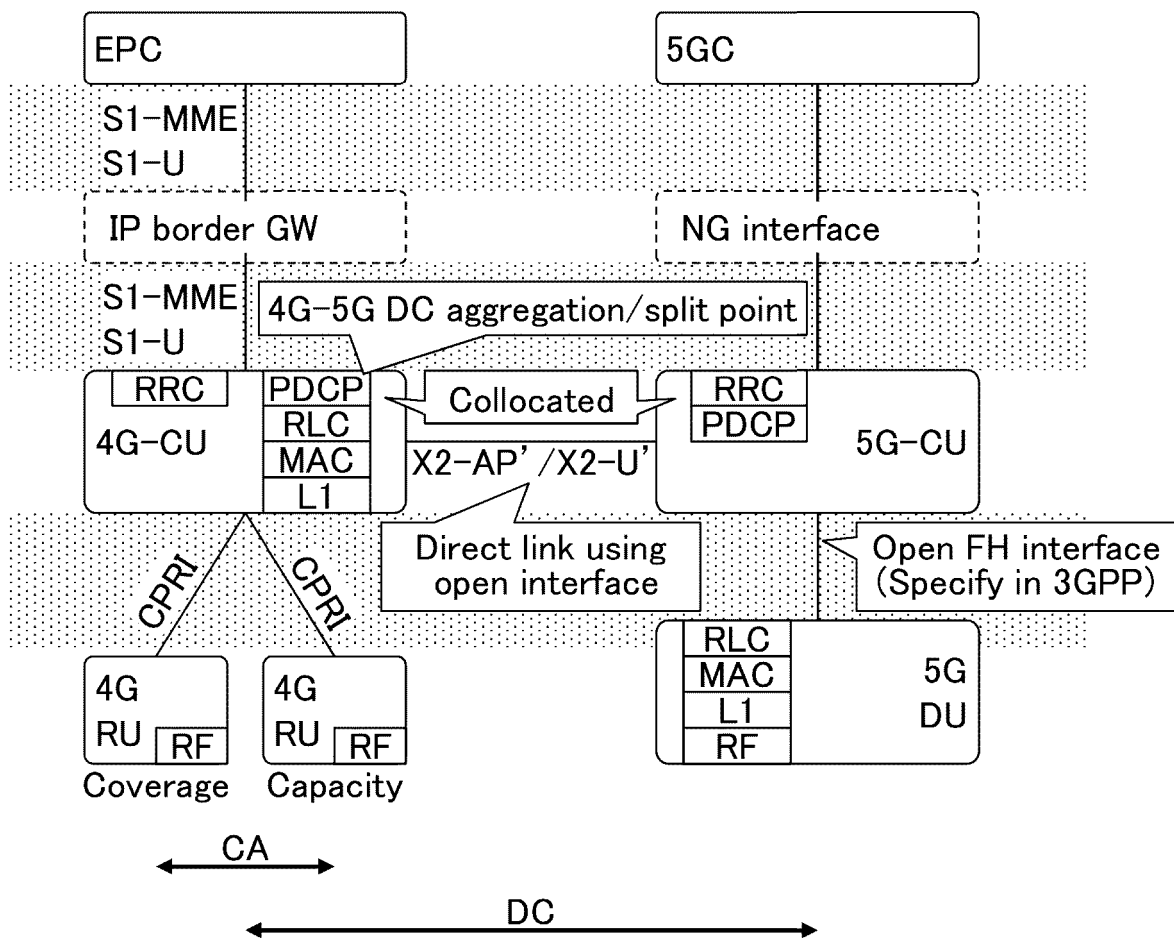 EPC
5GC
S1-MME
S1-U
IP border GW
NG interface
S1-MME
S1-U
4G-5G DC aggregation/split point
RRC
PDCP
RLC
MAC
L1
4G-CU
Collocated
X2-AP'/X2-U'
RRC
PDCP
5G-CU
Direct link using
open interface
Open FH interface
(Specify in 3GPP)
CPRI
CPRI
4G
RU
RF
Coverage
4G
RU
RF
Capacity
RLC
MAC
L1
RF
5G
DU
CA
DC